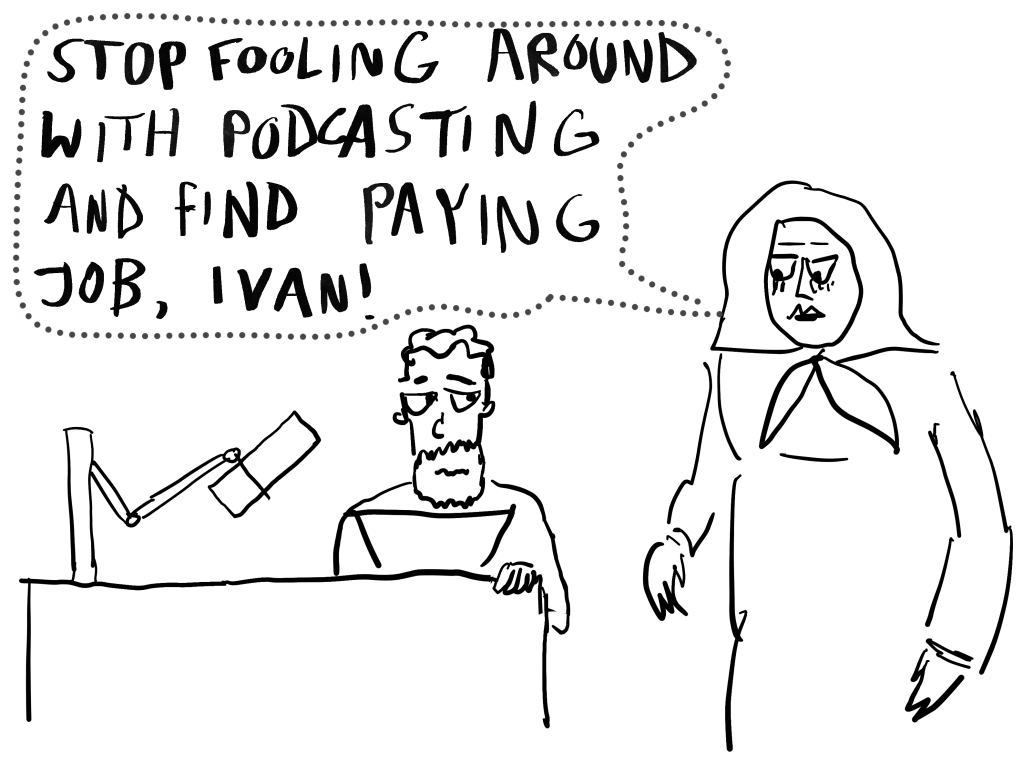 STOP FOOLING AROUND
WITH PODCASTING
AND FIND PAYING
JOB, IVAN!